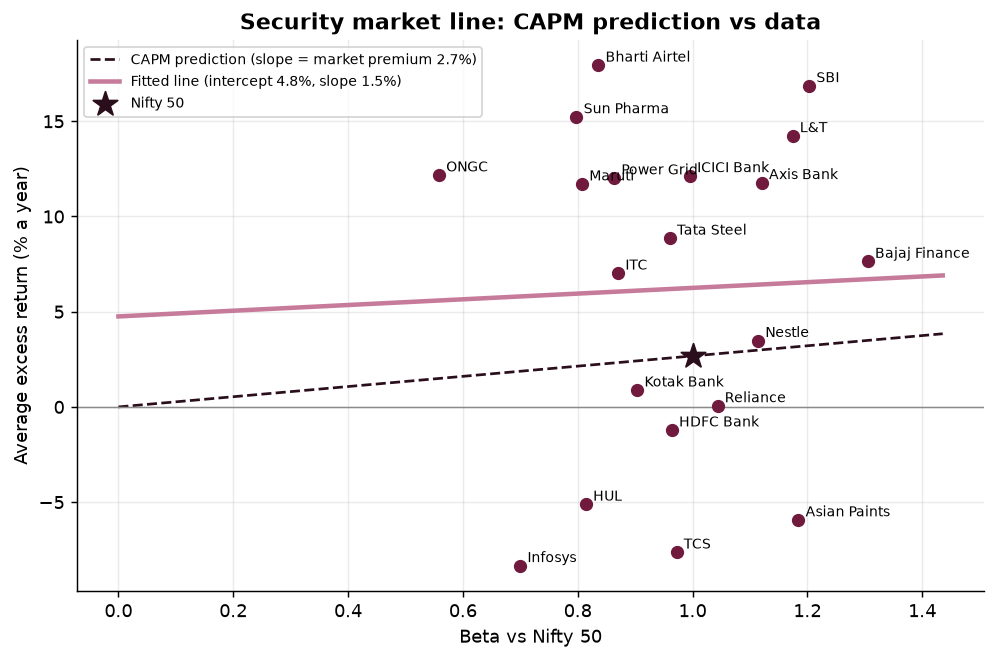 Security market line: CAPM prediction vs data
CAPM prediction (slope = market premium 2.7%)
Fitted line (intercept 4.8%, slope 1.5%)
Nifty 50
Bharti Airtel
SBI
Sun Pharma
L&T
ONGC
Maruti
Power Grid
ICICI Bank
Axis Bank
Tata Steel
Bajaj Finance
ITC
Nestle
Kotak Bank
Reliance
HDFC Bank
HUL
Asian Paints
TCS
Infosys
15
10
5
0
−5
Average excess return (% a year)
0.0 0.2 0.4 0.6 0.8 1.0 1.2 1.4
Beta vs Nifty 50